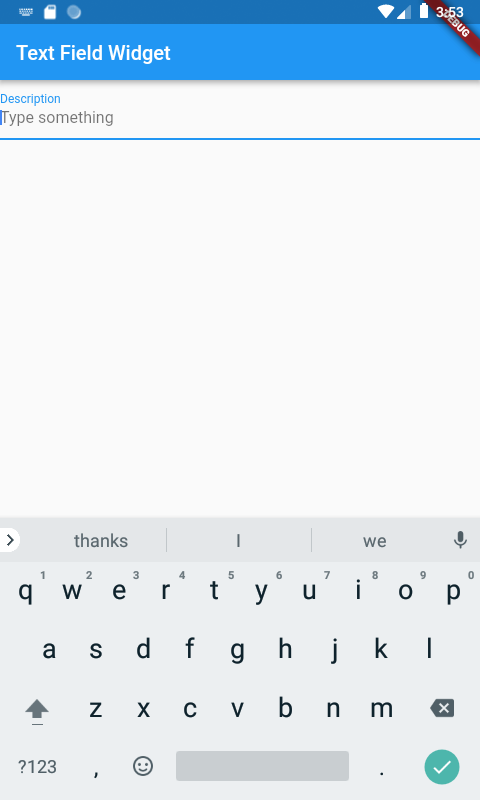 3:53
DEBUG
Text Field Widget
Description
Type something
thanks I we
1 2 3 4 5 6 7 8 9 0
q w e r t y u i o p
a s d f g h j k l
z x c v b n m
?123 , .